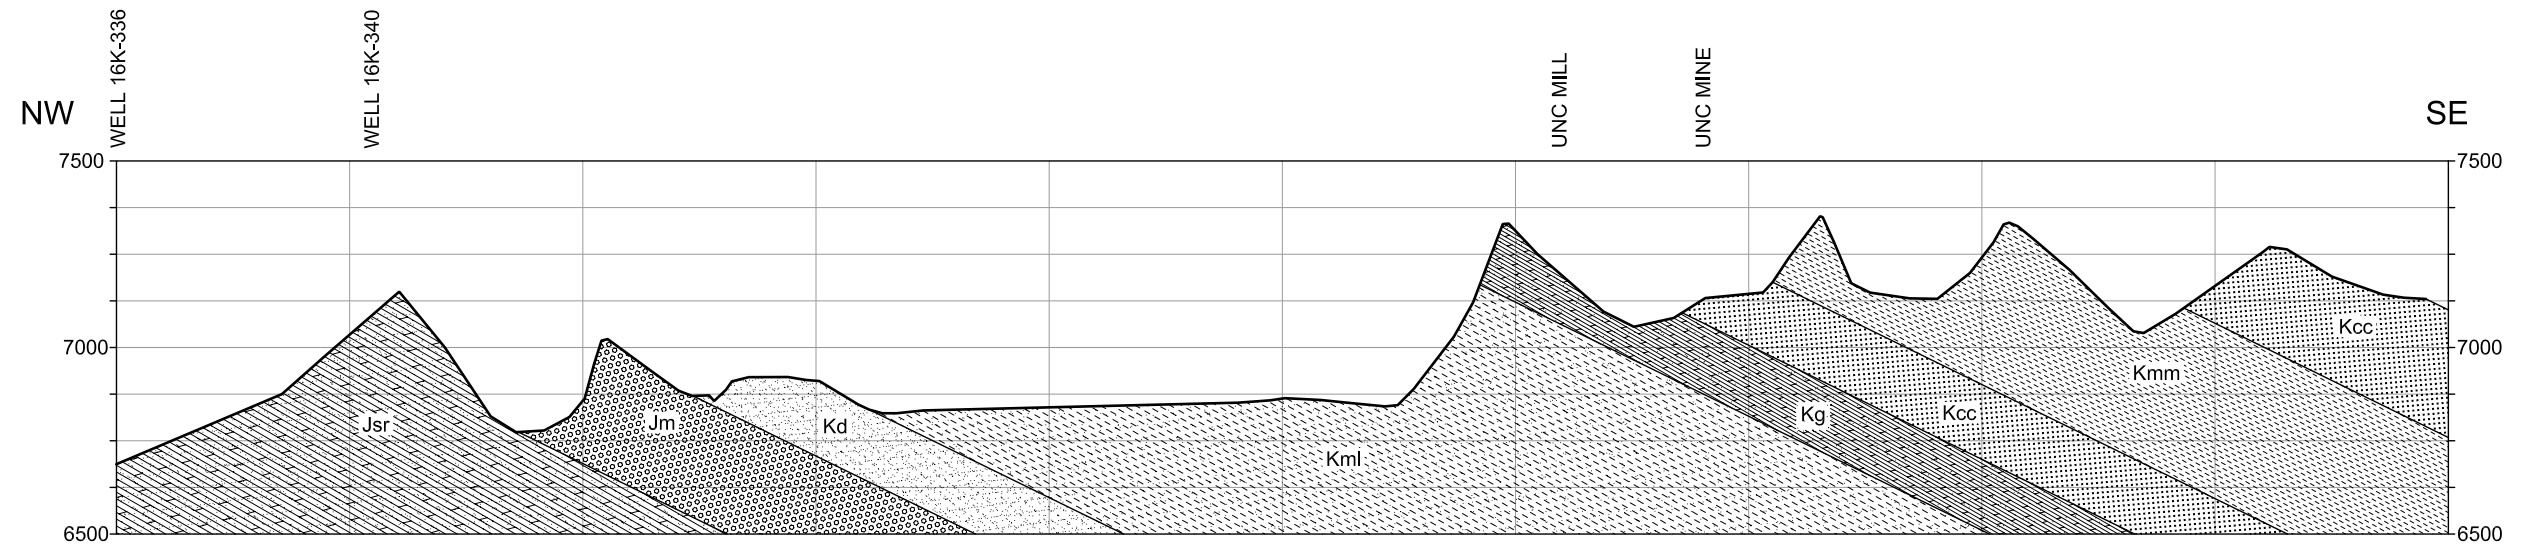 WELL 16K-336
WELL 16K-340
UNC MILL
UNC MINE
NW
SE
7500
7500
7000
7000
6500
6500
Jsr
Jm
Kd
Kml
Kg
Kcc
Kmm
Kcc